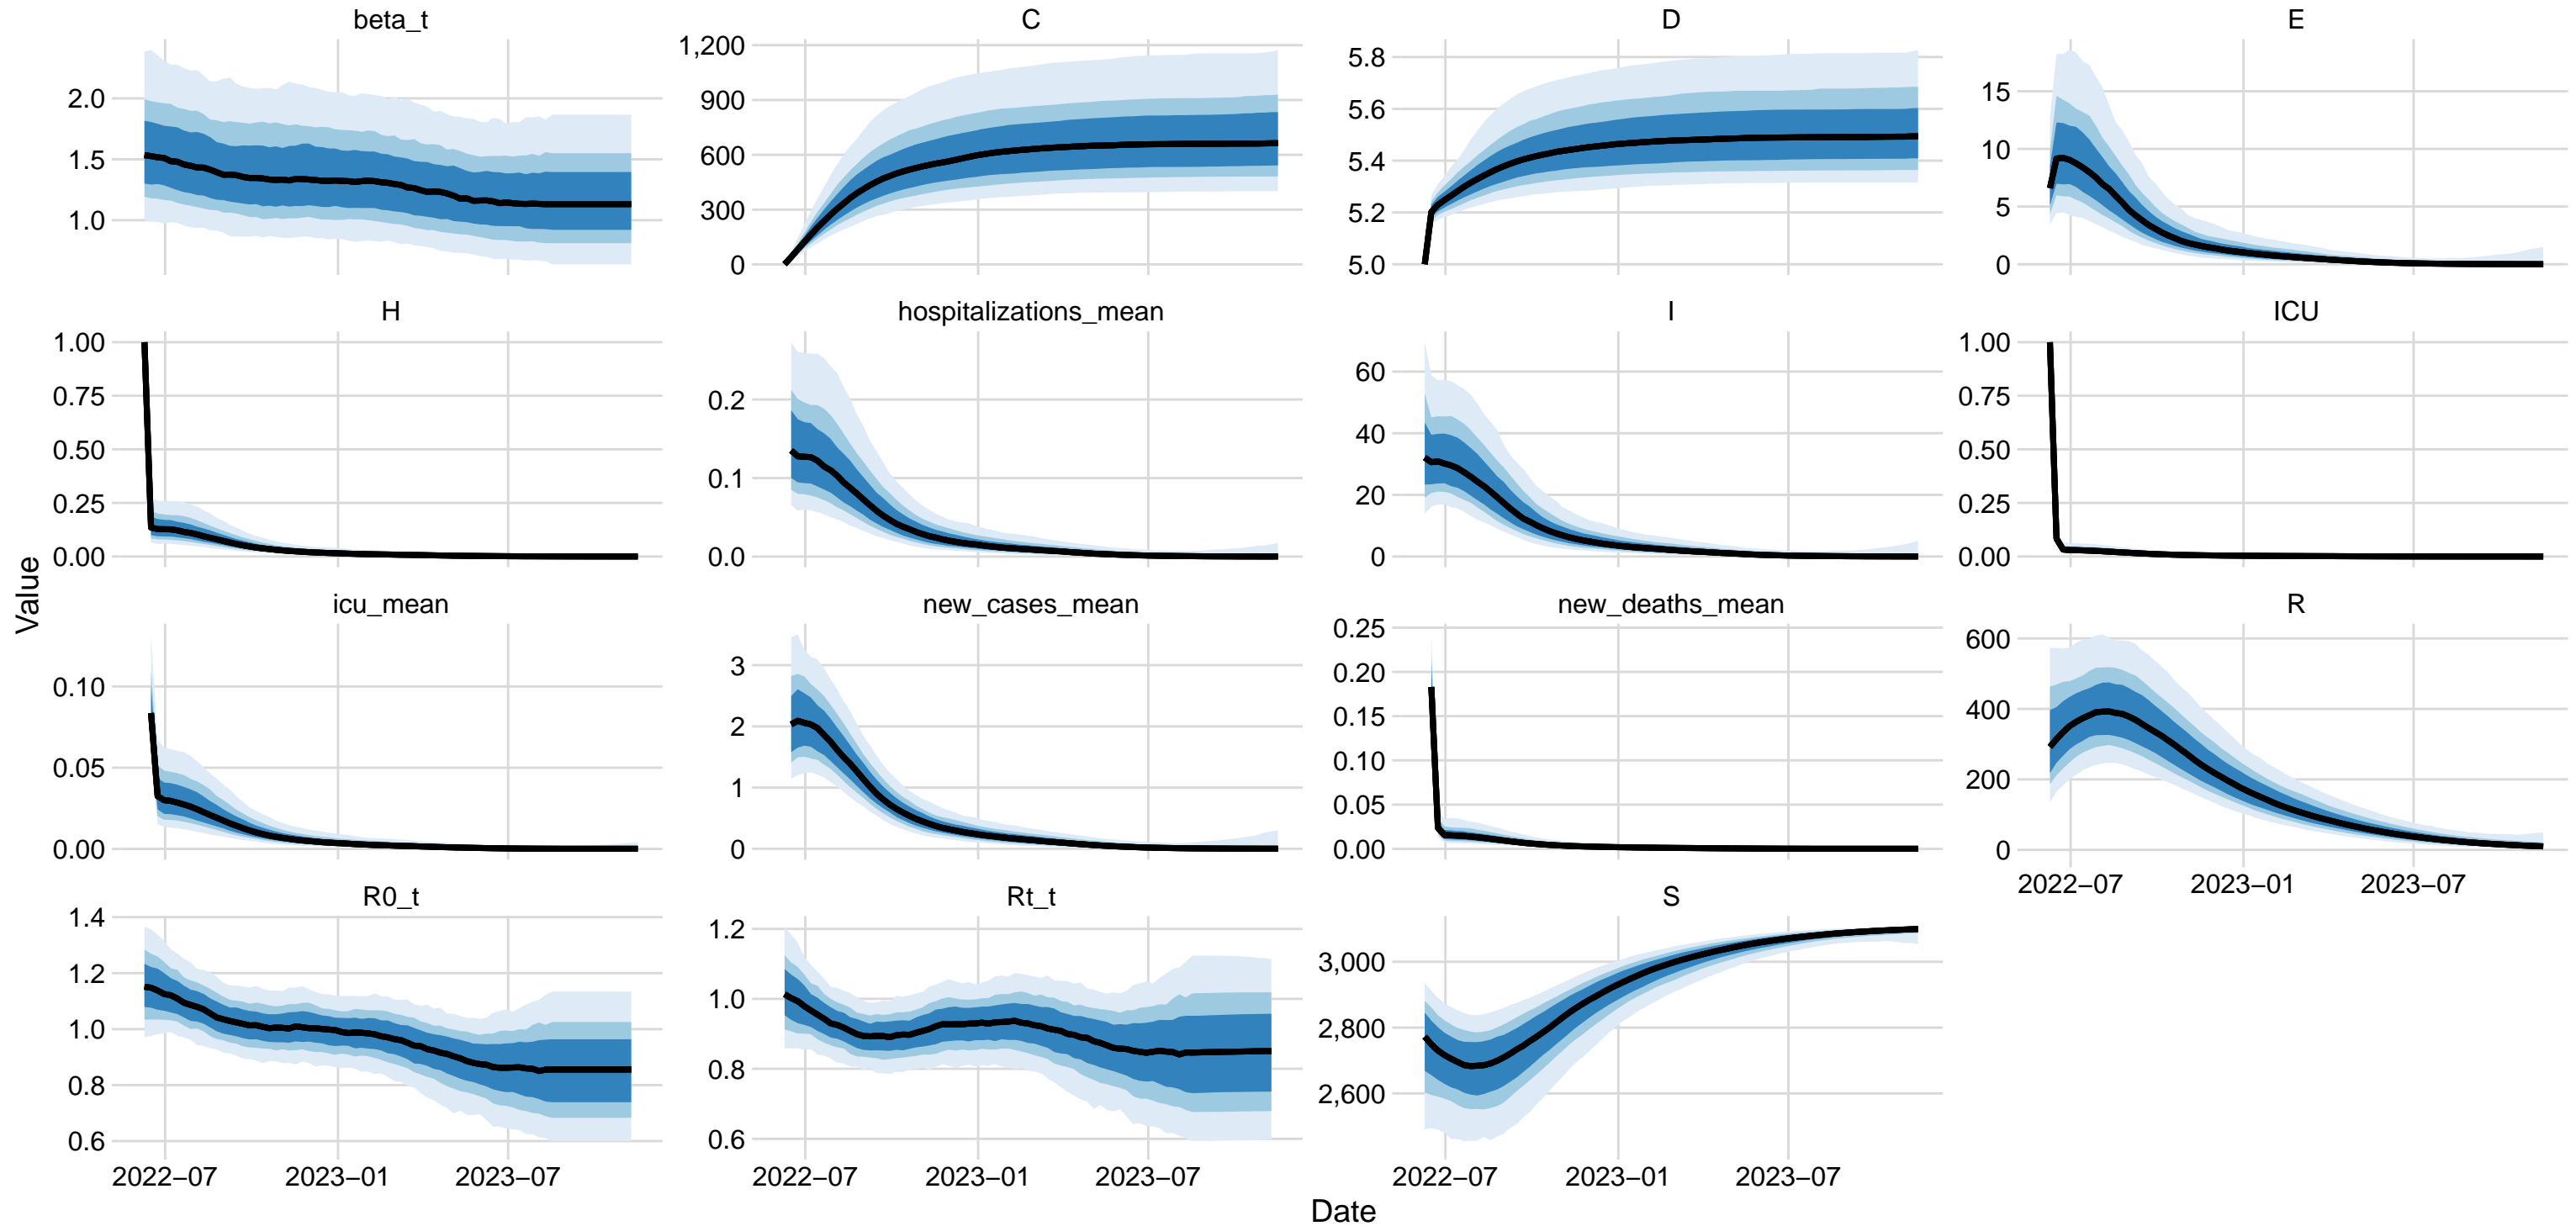 beta_t C D E
2.0 1,200 5.8 15
1.5 900 5.6 10
1.0 600 5.4 5
300 5.2 0
0 5.0
H hospitalizations_mean I ICU
1.00 0.2 60 1.00
0.75 0.1 40 0.75
0.50 0.0 20 0.50
0.25 0 0.25
0.00 0.00
Value
icu_mean new_cases_mean new_deaths_mean R
0.10 3 0.25 600
0.05 2 0.20 400
0.00 1 0.15 200
0 0.10 0
0.05
0.00
2022−07 2023−01 2023−07
R0_t Rt_t S
1.4 1.2 3,000
1.2 1.0 2,800
1.0 0.8 2,600
0.8 0.6
0.6
2022−07 2023−01 2023−07 2022−07 2023−01 2023−07 2022−07 2023−01 2023−07
Date